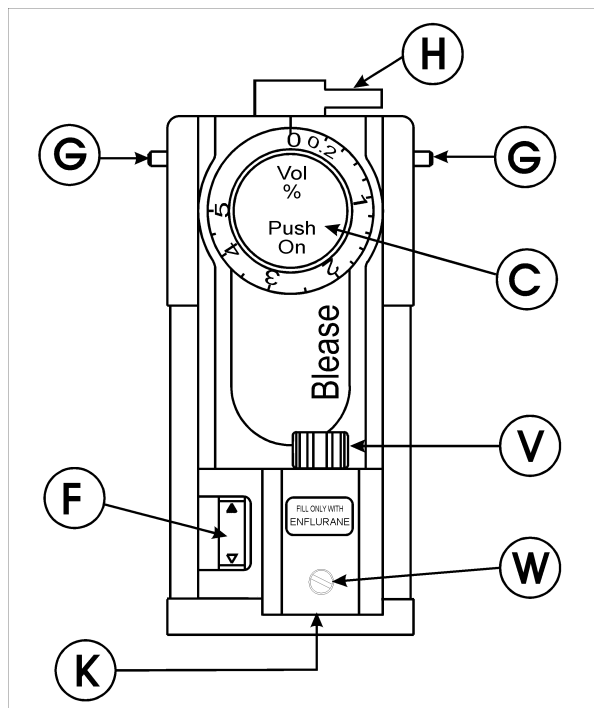 H
G
G
0 0.2 1 2 3 4 5
Vol
%
Push
On
C
Blease
V
F
FILL ONLY WITH
ENFLURANE
W
K